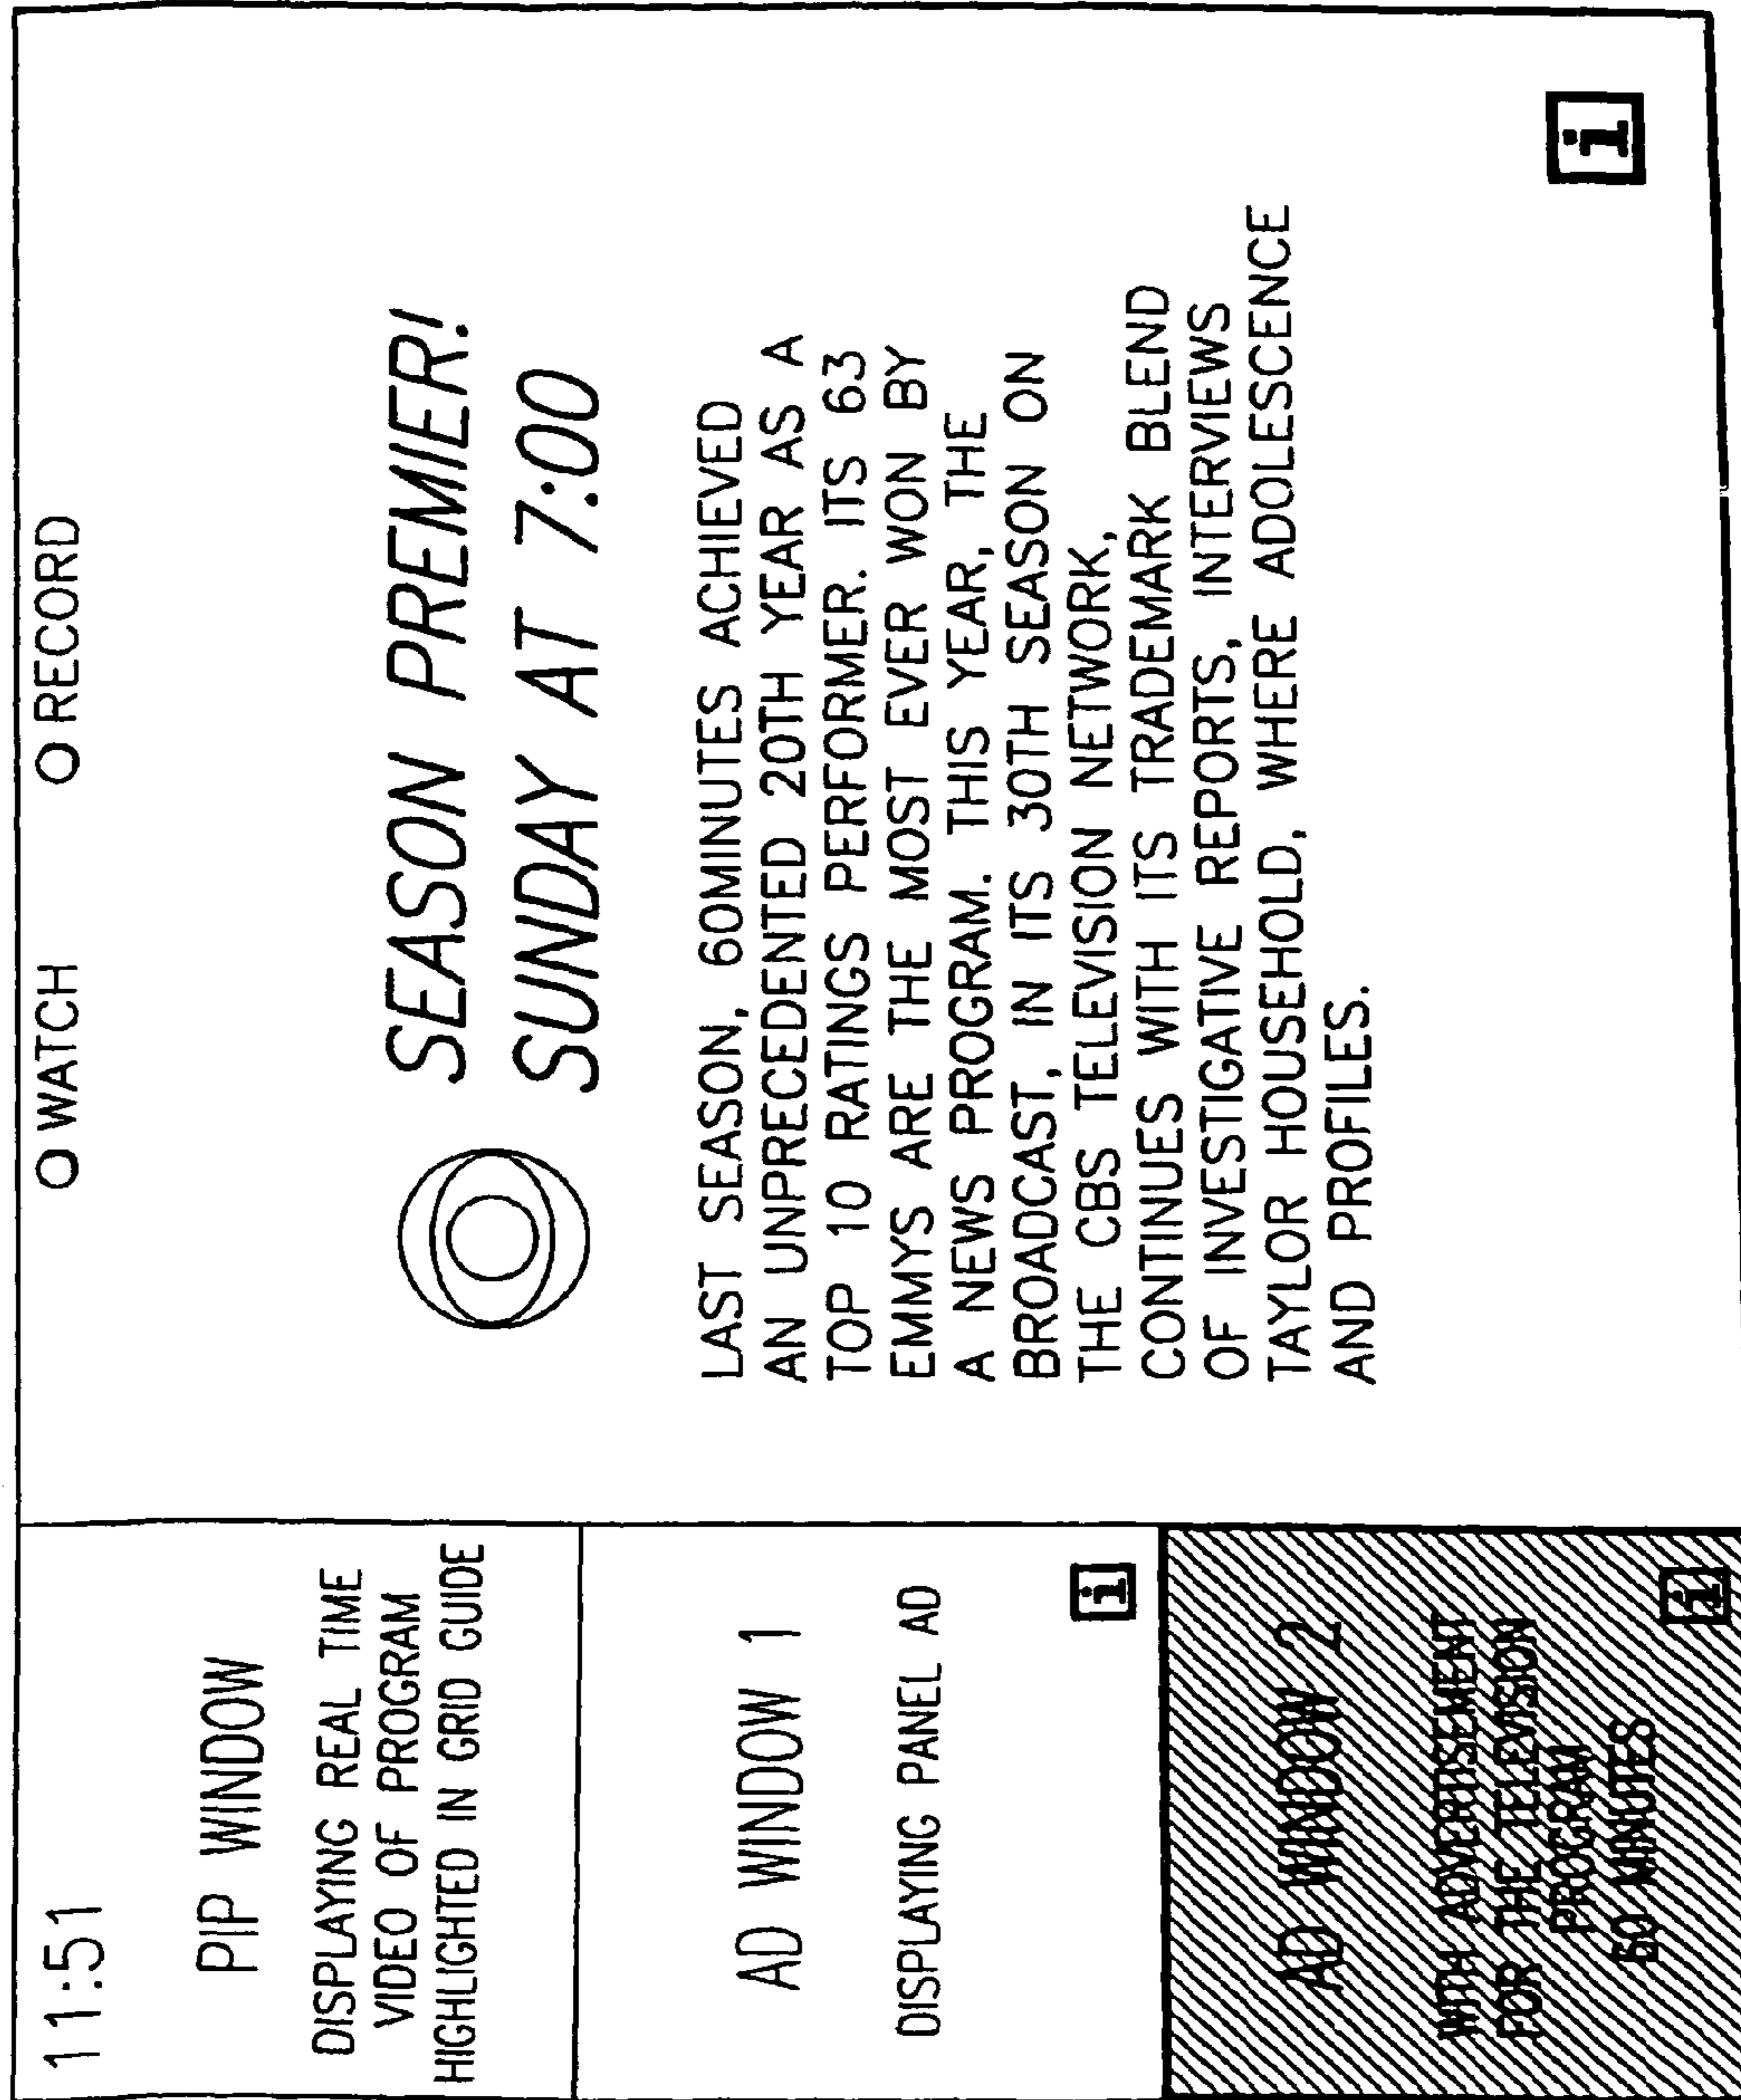 11:51
O WATCH
O RECORD
PIP WINDOW
DISPLAYING REAL TIME
VIDEO OF PROGRAM
HIGHLIGHTED IN GRID GUIDE
AD WINDOW 1
DISPLAYING PANEL AD
i
AD WINDOW 2
WITH ADVERTISEMENT
FOR THE TELEVISION
PROGRAM
60 MINUTES
i
SEASON PREMIER!
SUNDAY AT 7:00
LAST SEASON, 60MINUTES ACHIEVED
AN UNPRECEDENTED 20TH YEAR AS A
TOP 10 RATINGS PERFORMER. ITS 63
EMMYS ARE THE MOST EVER WON BY
A NEWS PROGRAM. THIS YEAR, THE
BROADCAST, IN ITS 30TH SEASON ON
THE CBS TELEVISION NETWORK,
CONTINUES WITH ITS TRADEMARK BLEND
OF INVESTIGATIVE REPORTS, INTERVIEWS
TAYLOR HOUSEHOLD, WHERE ADOLESCENCE
AND PROFILES.
i